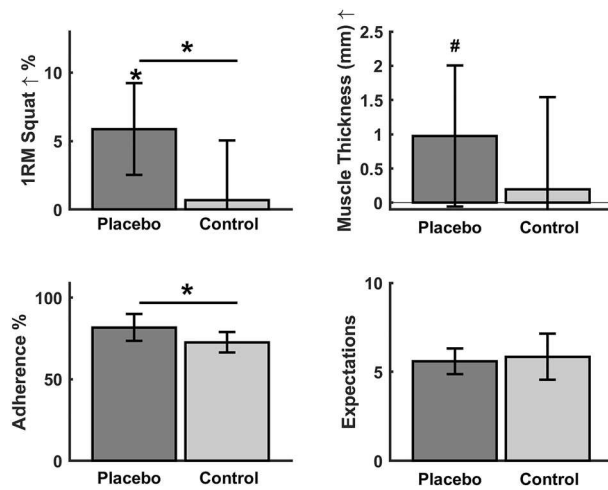 1RM Squat ↑ %
10
5
0
*
*
Placebo Control
Muscle Thickness (mm) ↑
2.5
2
1.5
1
0.5
0
#
Placebo Control
Adherence %
100
50
0
*
Placebo Control
Expectations
10
5
0
Placebo Control